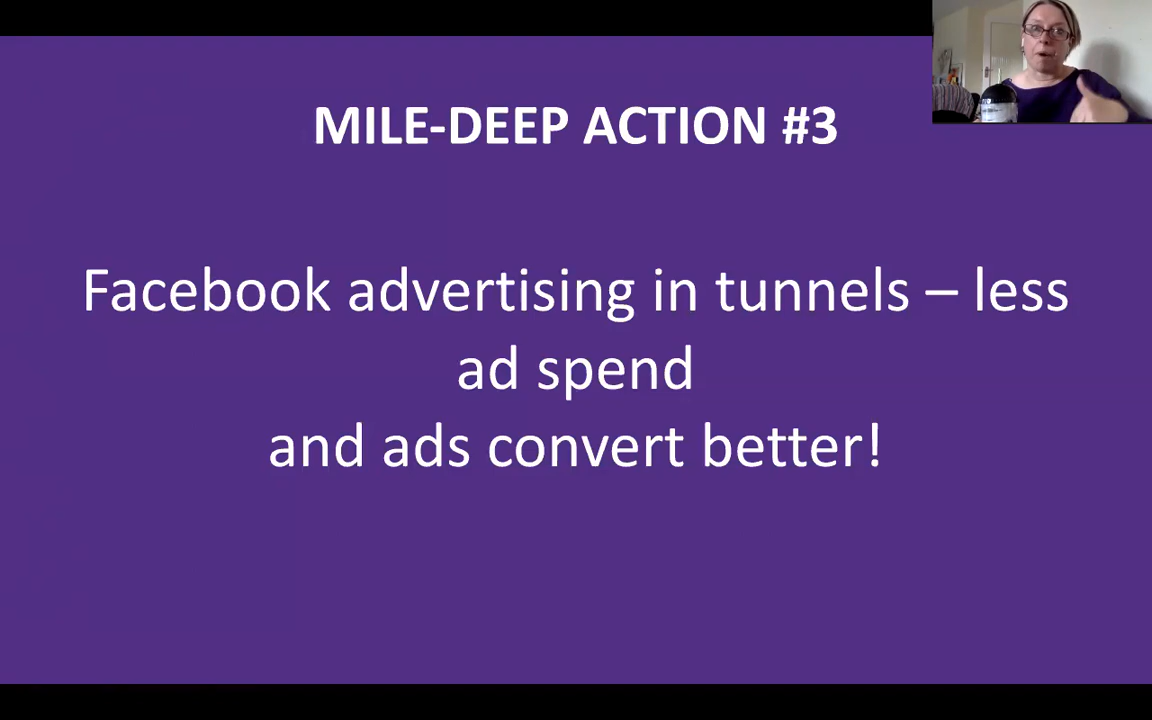 MILE-DEEP ACTION #3
Facebook advertising in tunnels – less
ad spend
and ads convert better!